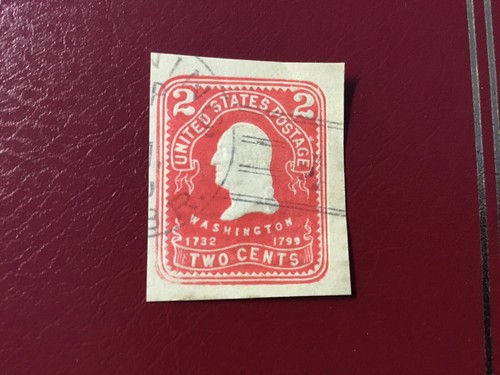 2 2
UNITED STATES POSTAGE
WASHINGTON
1732 1799
TWO CENTS